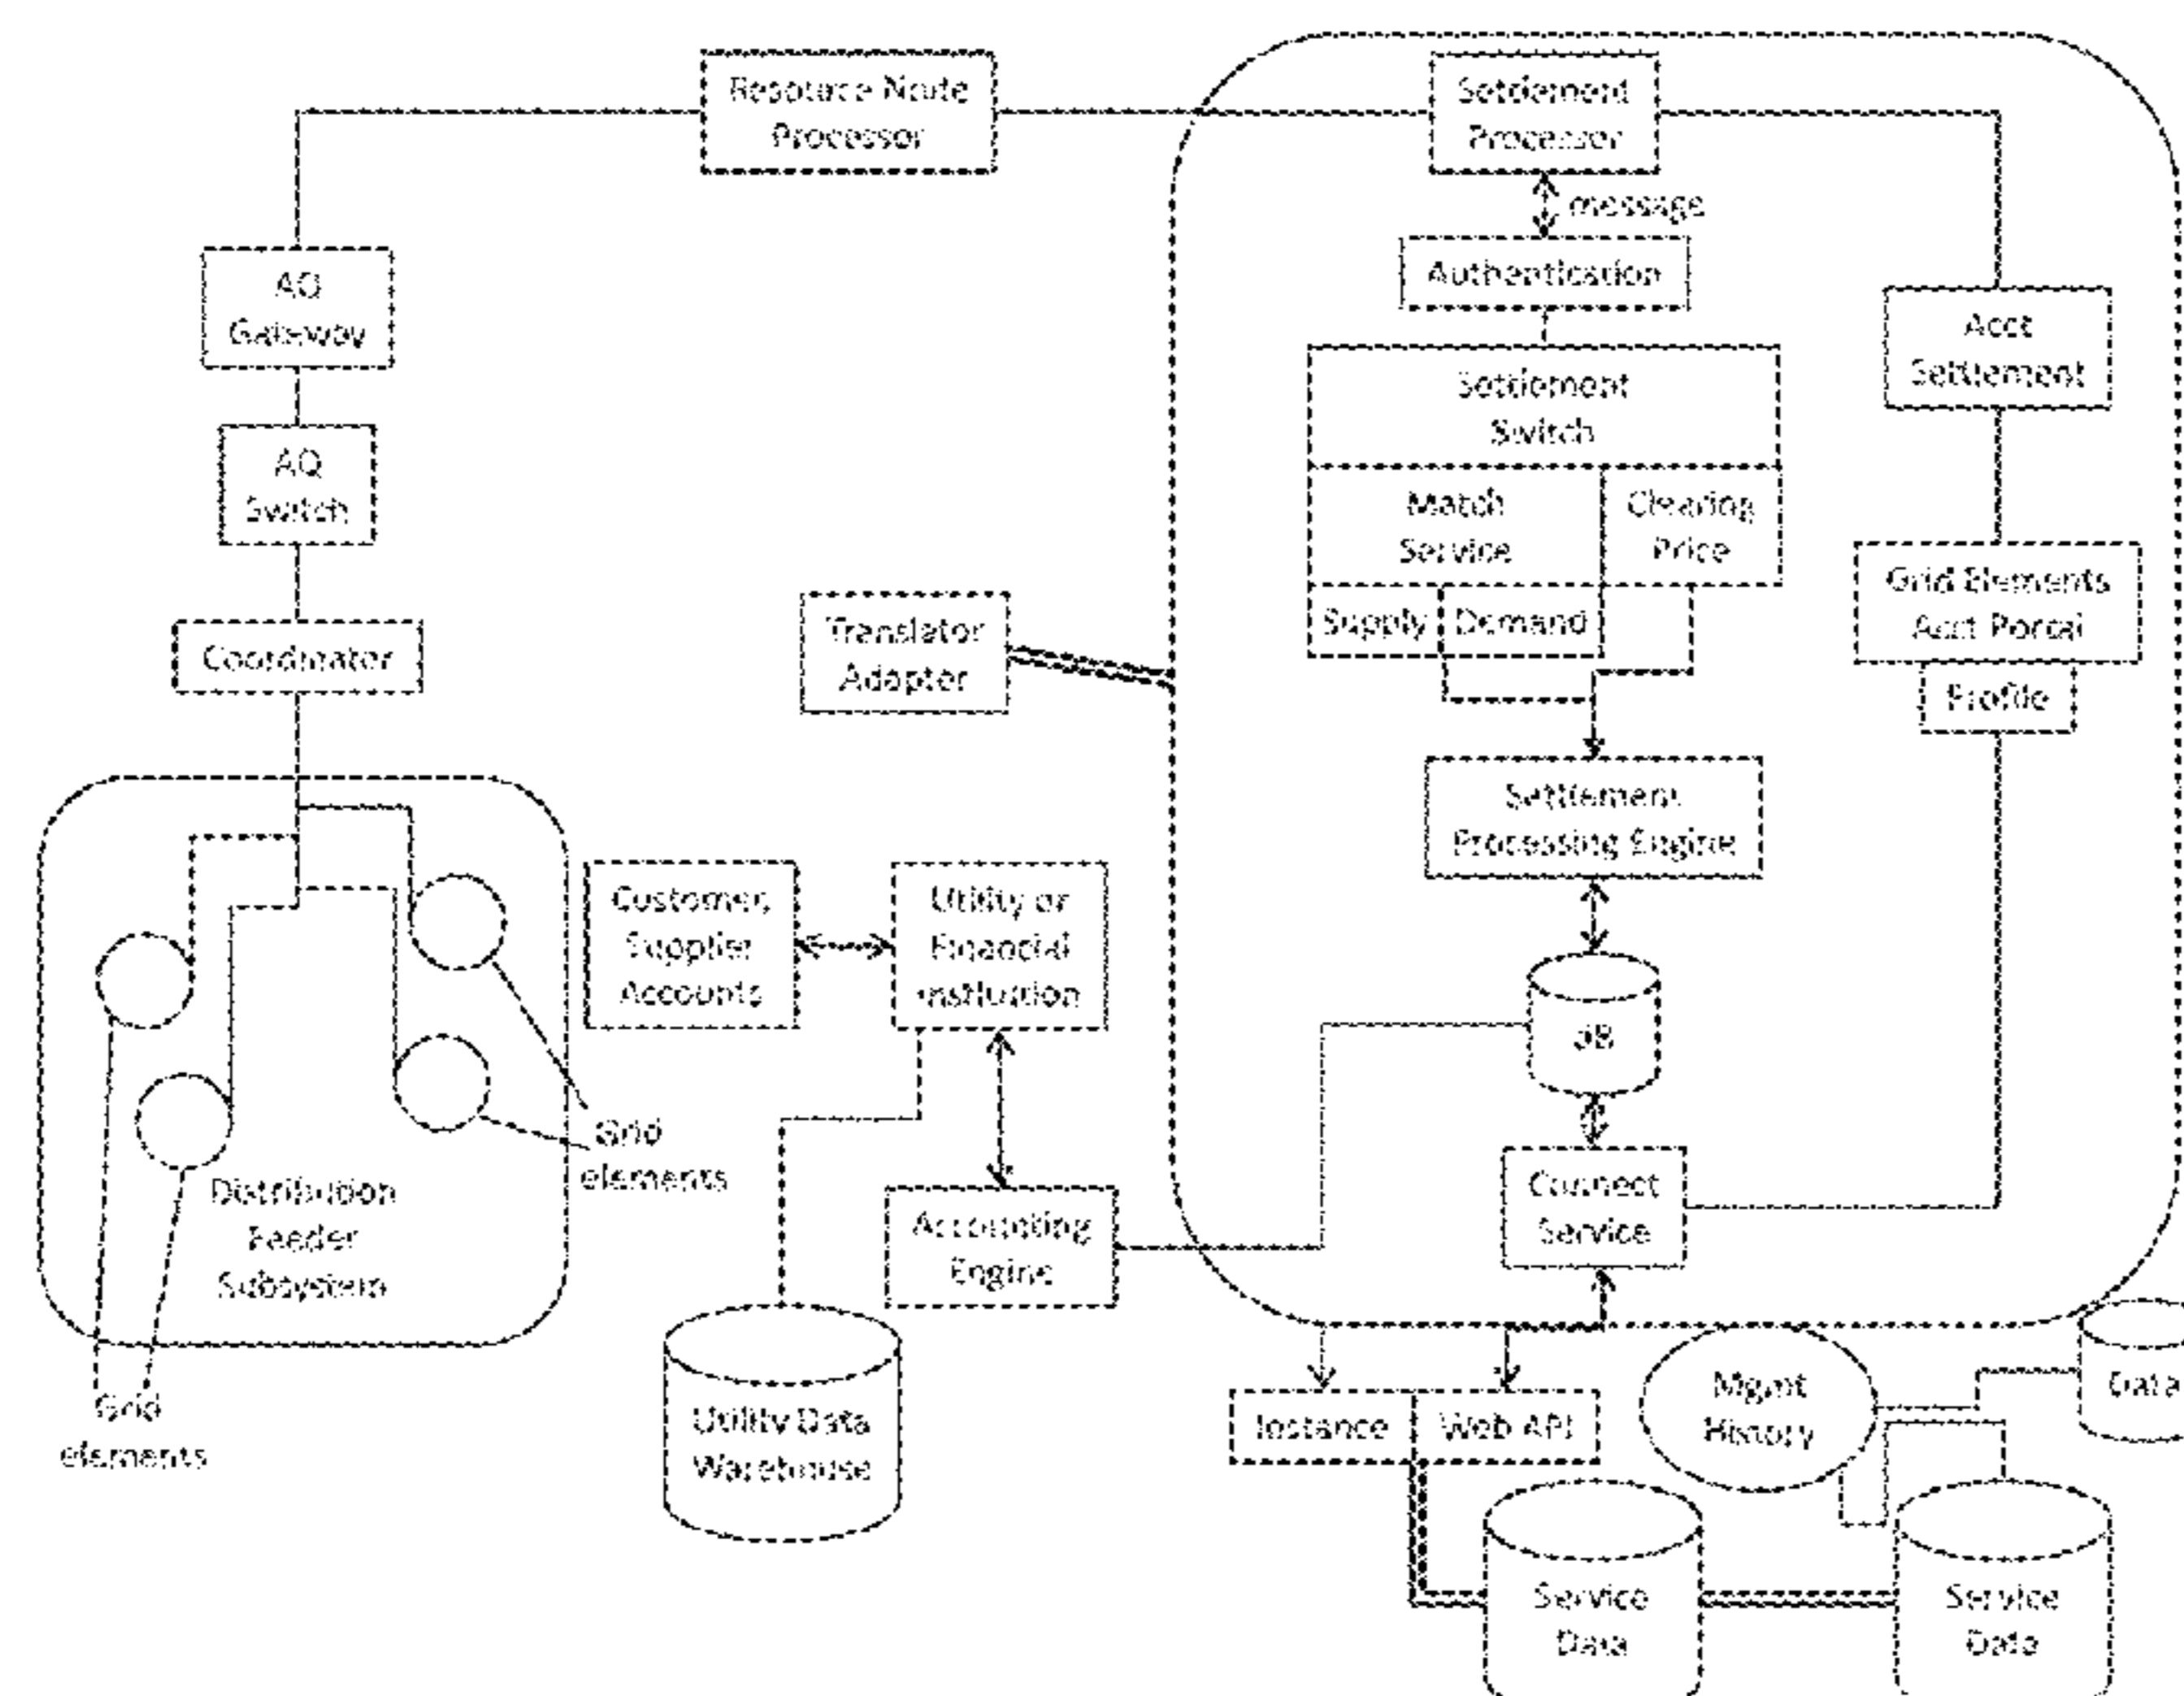 Resource Node
Processor
Settlement
Processor
message
Authentication
AQ
Gateway
Acct
Settlement
Settlement
Switch
AQ
Switch
Match
Service
Clearing
Price
Grid Elements
Acct Portal
Supply
Demand
Translator
Adapter
Coordinator
Profile
Settlement
Processing Engine
Customer,
Supplier
Accounts
Utility or
Financial
Institution
DB
Grid
elements
Connect
Service
Distribution
Feeder
Subsystem
Accounting
Engine
Mgmt
History
Data
Grid
elements
Utility Data
Warehouse
Instance
Web API
Service
Data
Service
Data